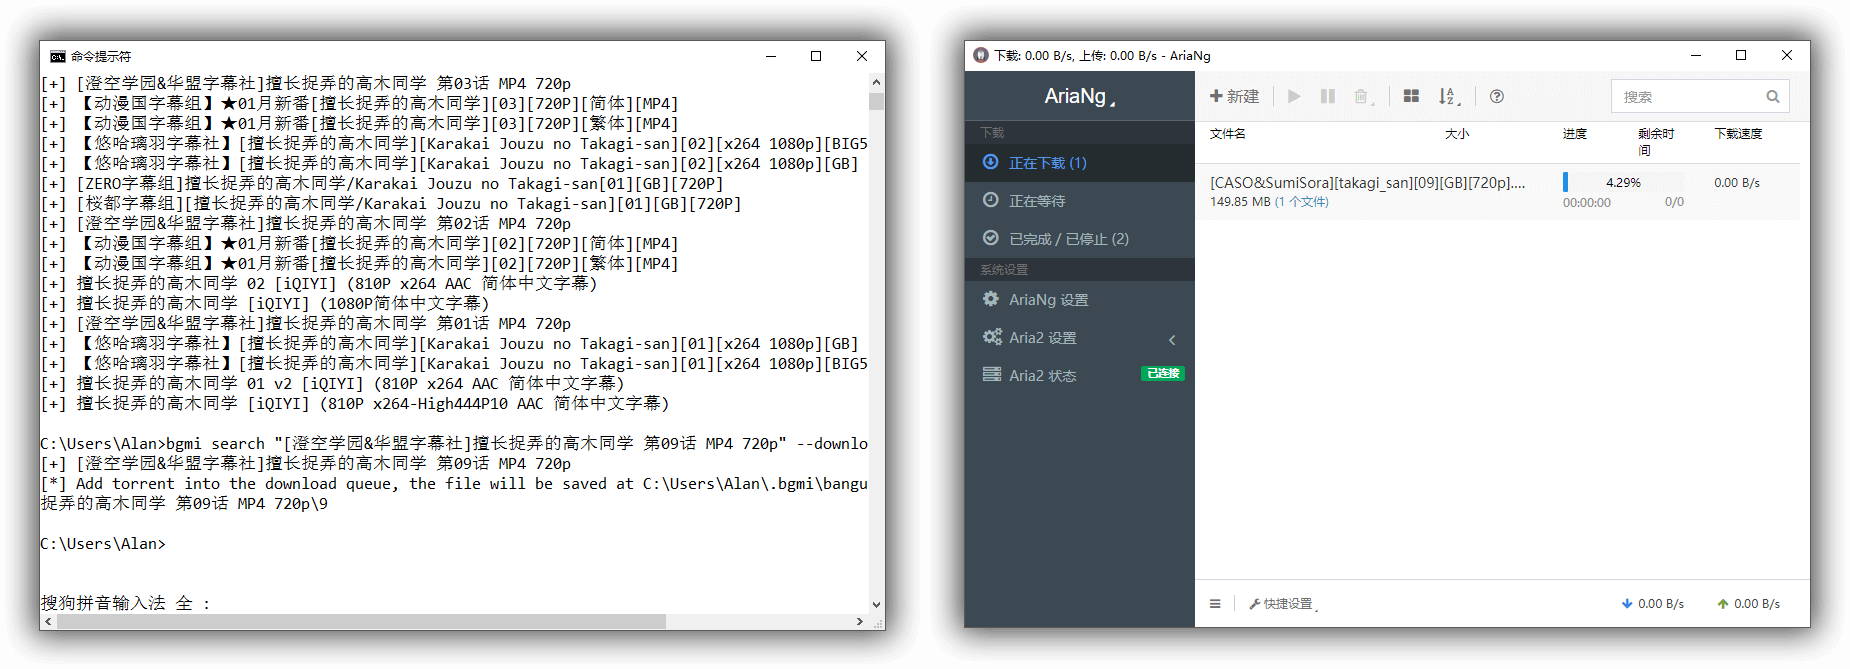 命令提示符
[+] [澄空学园&华盟字幕社]擅长捉弄的高木同学 第03话 MP4 720p
[+] 【动漫国字幕组】★01月新番[擅长捉弄的高木同学][03][720P][简体][MP4]
[+] 【动漫国字幕组】★01月新番[擅长捉弄的高木同学][03][720P][繁体][MP4]
[+] 【悠哈璃羽字幕社】[擅长捉弄的高木同学][Karakai Jouzu no Takagi-san][02][x264 1080p][BIG5
[+] 【悠哈璃羽字幕社】[擅长捉弄的高木同学][Karakai Jouzu no Takagi-san][02][x264 1080p][GB]
[+] [ZERO字幕组]擅长捉弄的高木同学/Karakai Jouzu no Takagi-san[01][GB][720P]
[+] [桜都字幕组][擅长捉弄的高木同学/Karakai Jouzu no Takagi-san][01][GB][720P]
[+] [澄空学园&华盟字幕社]擅长捉弄的高木同学 第02话 MP4 720p
[+] 【动漫国字幕组】★01月新番[擅长捉弄的高木同学][02][720P][简体][MP4]
[+] 【动漫国字幕组】★01月新番[擅长捉弄的高木同学][02][720P][繁体][MP4]
[+] 擅长捉弄的高木同学 02 [iQIYI] (810P x264 AAC 简体中文字幕)
[+] 擅长捉弄的高木同学 [iQIYI] (1080P简体中文字幕)
[+] [澄空学园&华盟字幕社]擅长捉弄的高木同学 第01话 MP4 720p
[+] 【悠哈璃羽字幕社】[擅长捉弄的高木同学][Karakai Jouzu no Takagi-san][01][x264 1080p][GB]
[+] 【悠哈璃羽字幕社】[擅长捉弄的高木同学][Karakai Jouzu no Takagi-san][01][x264 1080p][BIG5
[+] 擅长捉弄的高木同学 01 v2 [iQIYI] (810P x264 AAC 简体中文字幕)
[+] 擅长捉弄的高木同学 [iQIYI] (810P x264-High444P10 AAC 简体中文字幕)
C:\Users\Alan>bgmi search "[澄空学园&华盟字幕社]擅长捉弄的高木同学 第09话 MP4 720p" --downlo
[+] [澄空学园&华盟字幕社]擅长捉弄的高木同学 第09话 MP4 720p
[*] Add torrent into the download queue, the file will be saved at C:\Users\Alan\.bgmi\bangu
捉弄的高木同学 第09话 MP4 720p\9
C:\Users\Alan>
搜狗拼音输入法 全 :
下载: 0.00 B/s, 上传: 0.00 B/s - AriaNg
AriaNg
下载
正在下载 (1)
正在等待
已完成 / 已停止 (2)
系统设置
AriaNg 设置
Aria2 设置
Aria2 状态 已连接
新建 搜索
文件名 大小 进度 剩余时间 下载速度
[CASO&SumiSora][takagi_san][09][GB][720p].... 4.29% 0.00 B/s
149.85 MB (1 个文件) 00:00:00 0/0
快捷设置 0.00 B/s 0.00 B/s